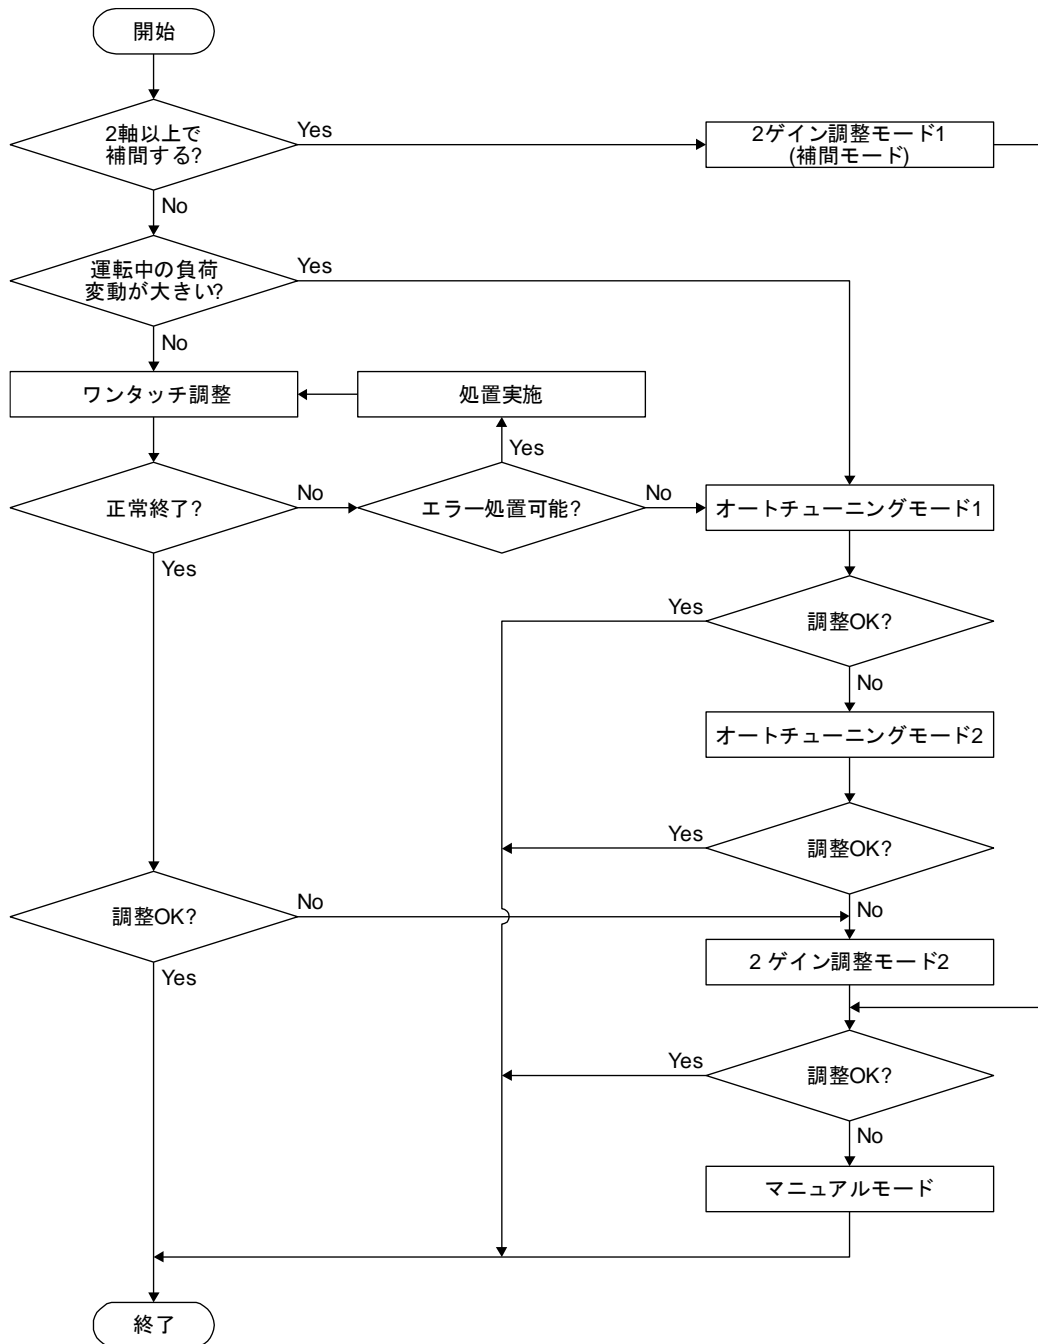 開始
2軸以上で
補間する?
Yes
2ゲイン調整モード1
(補間モード)
No
運転中の負荷
変動が大きい?
Yes
No
ワンタッチ調整
処置実施
Yes
正常終了?
No
エラー処置可能?
No
オートチューニングモード1
Yes
Yes
調整OK?
No
オートチューニングモード2
Yes
調整OK?
No
調整OK?
No
Yes
2 ゲイン調整モード2
Yes
調整OK?
No
マニュアルモード
終了